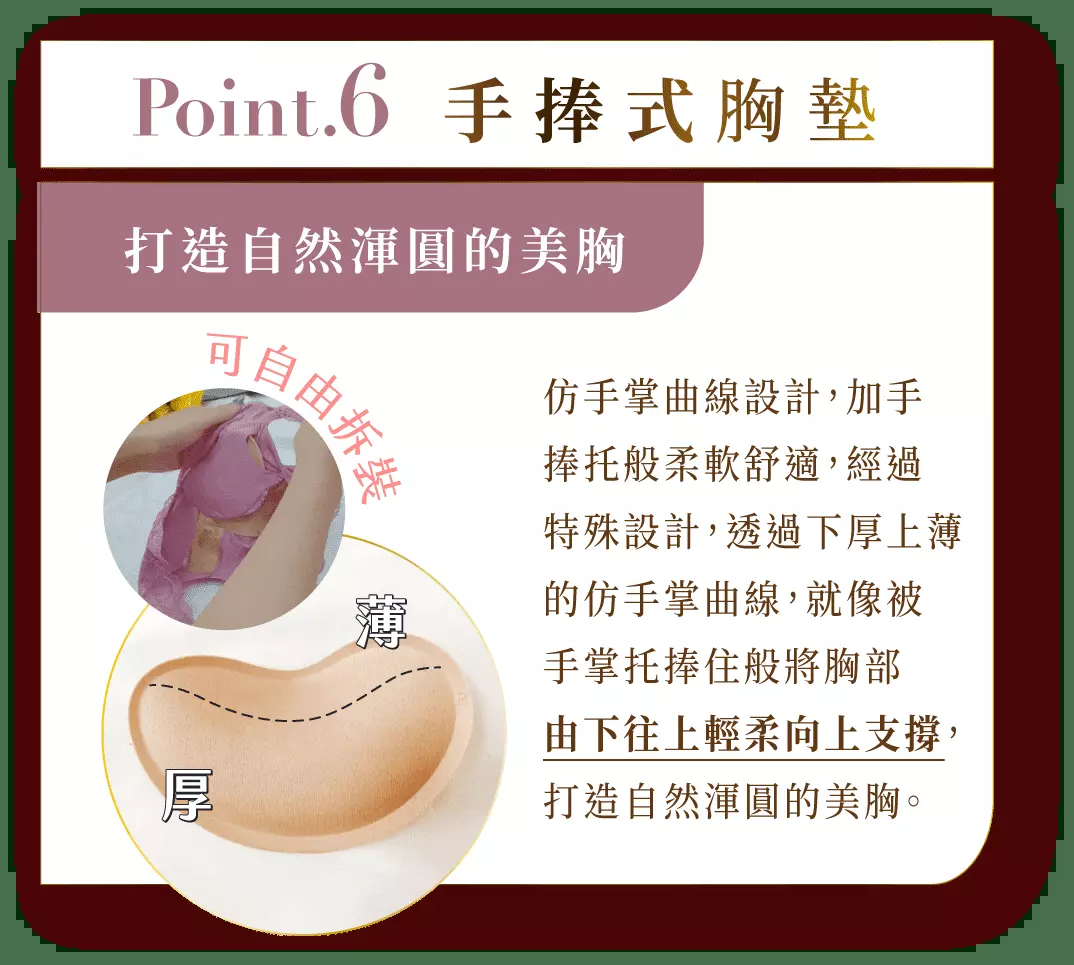 Point.6 手捧式胸墊
打造自然渾圓的美胸
可自由拆裝
薄
厚
仿手掌曲線設計，加手
捧托般柔軟舒適，經過
特殊設計，透過下厚上薄
的仿手掌曲線，就像被
手掌托捧住般將胸部
由下往上輕柔向上支撐，
打造自然渾圓的美胸。